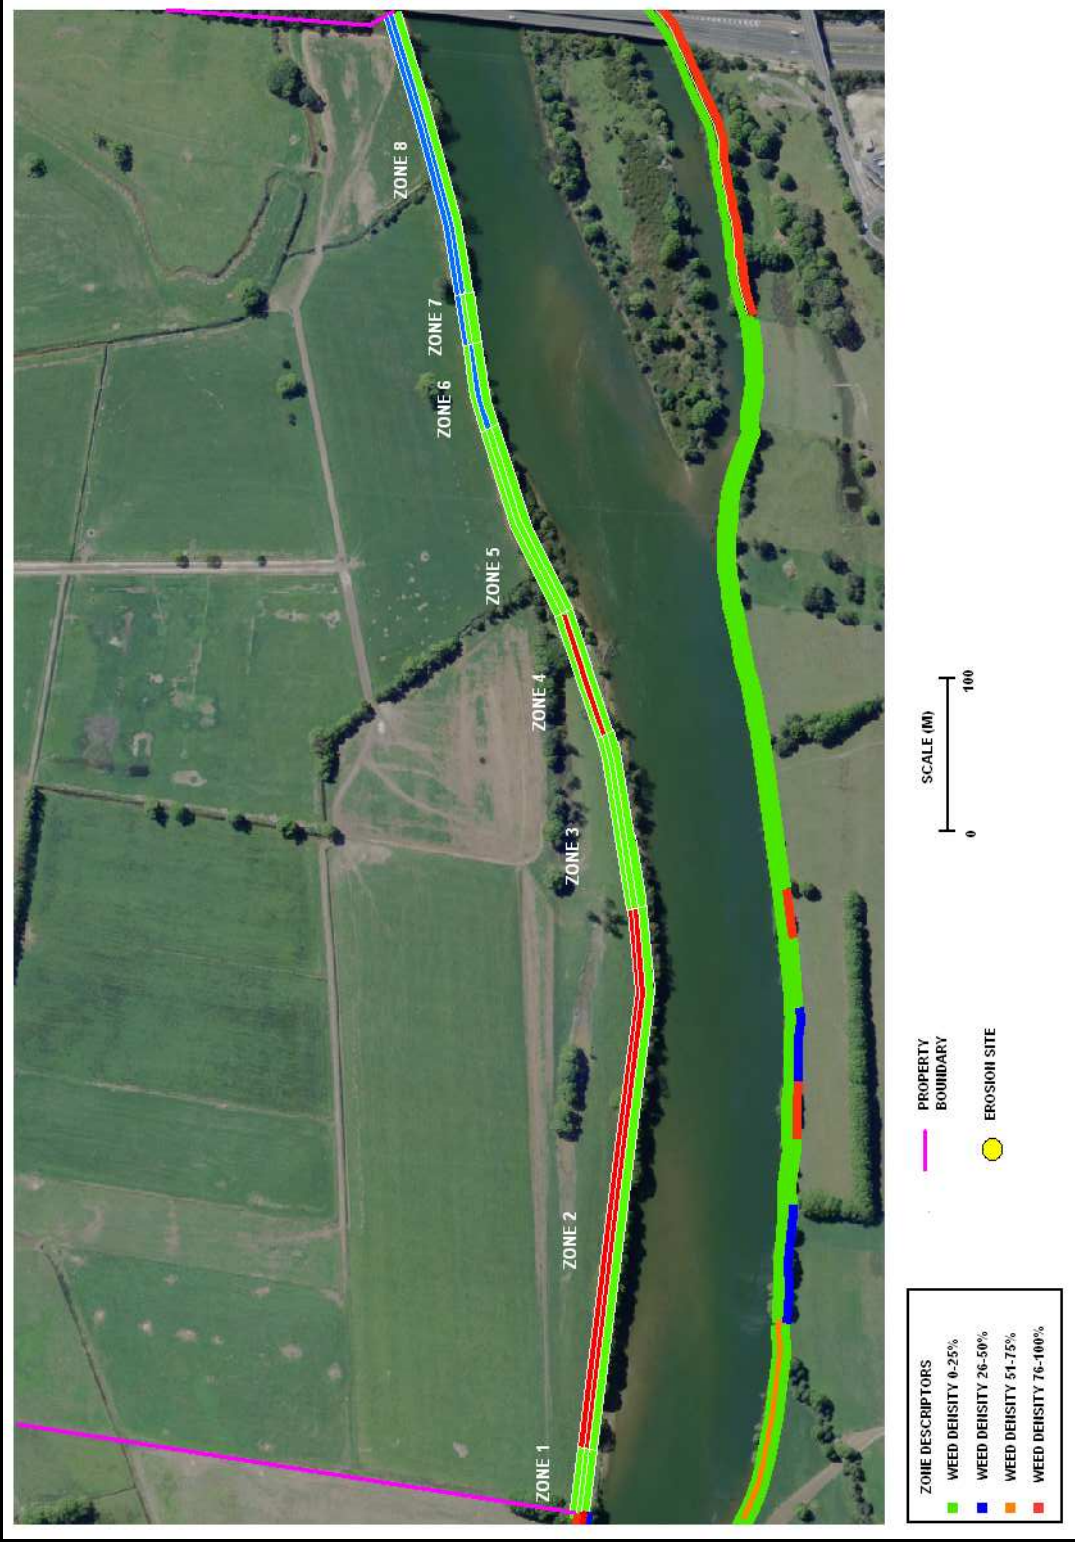 ZONE 1
ZONE 2
ZONE 3
ZONE 4
ZONE 5
ZONE 6
ZONE 7
ZONE 8
ZONE DESCRIPTORS
WEED DENSITY 0-25%
WEED DENSITY 26-50%
WEED DENSITY 51-75%
WEED DENSITY 76-100%
PROPERTY
BOUNDARY
EROSION SITE
SCALE (M)
0 100